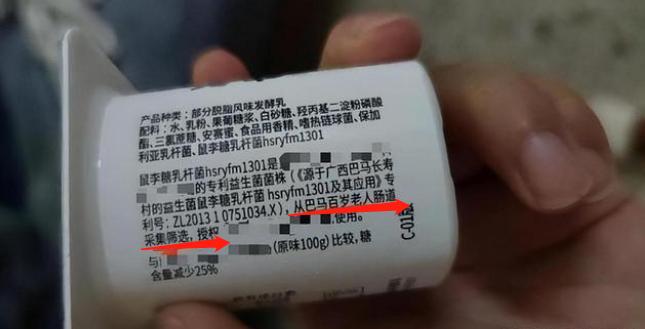 产品种类：部分脱脂风味发酵乳
配料：水、乳粉、果葡糖浆、白砂糖、羟丙基二淀粉磷酸
酯、三氯蔗糖、安赛蜜、食品用香精、嗜热链球菌、保加
利亚乳杆菌、鼠李糖乳杆菌hsryfm1301
鼠李糖乳杆菌hsryfm1301是
的专利益生菌菌株（《源于广西巴马长寿
村的益生菌鼠李糖乳杆菌 hsryfm1301及其应用》专
利号：ZL2013 1 0751034.X），从巴马百岁老人肠道
采集筛选，授权 使用。
与 (原味100g) 比较，糖
含量减少25%
C-01版